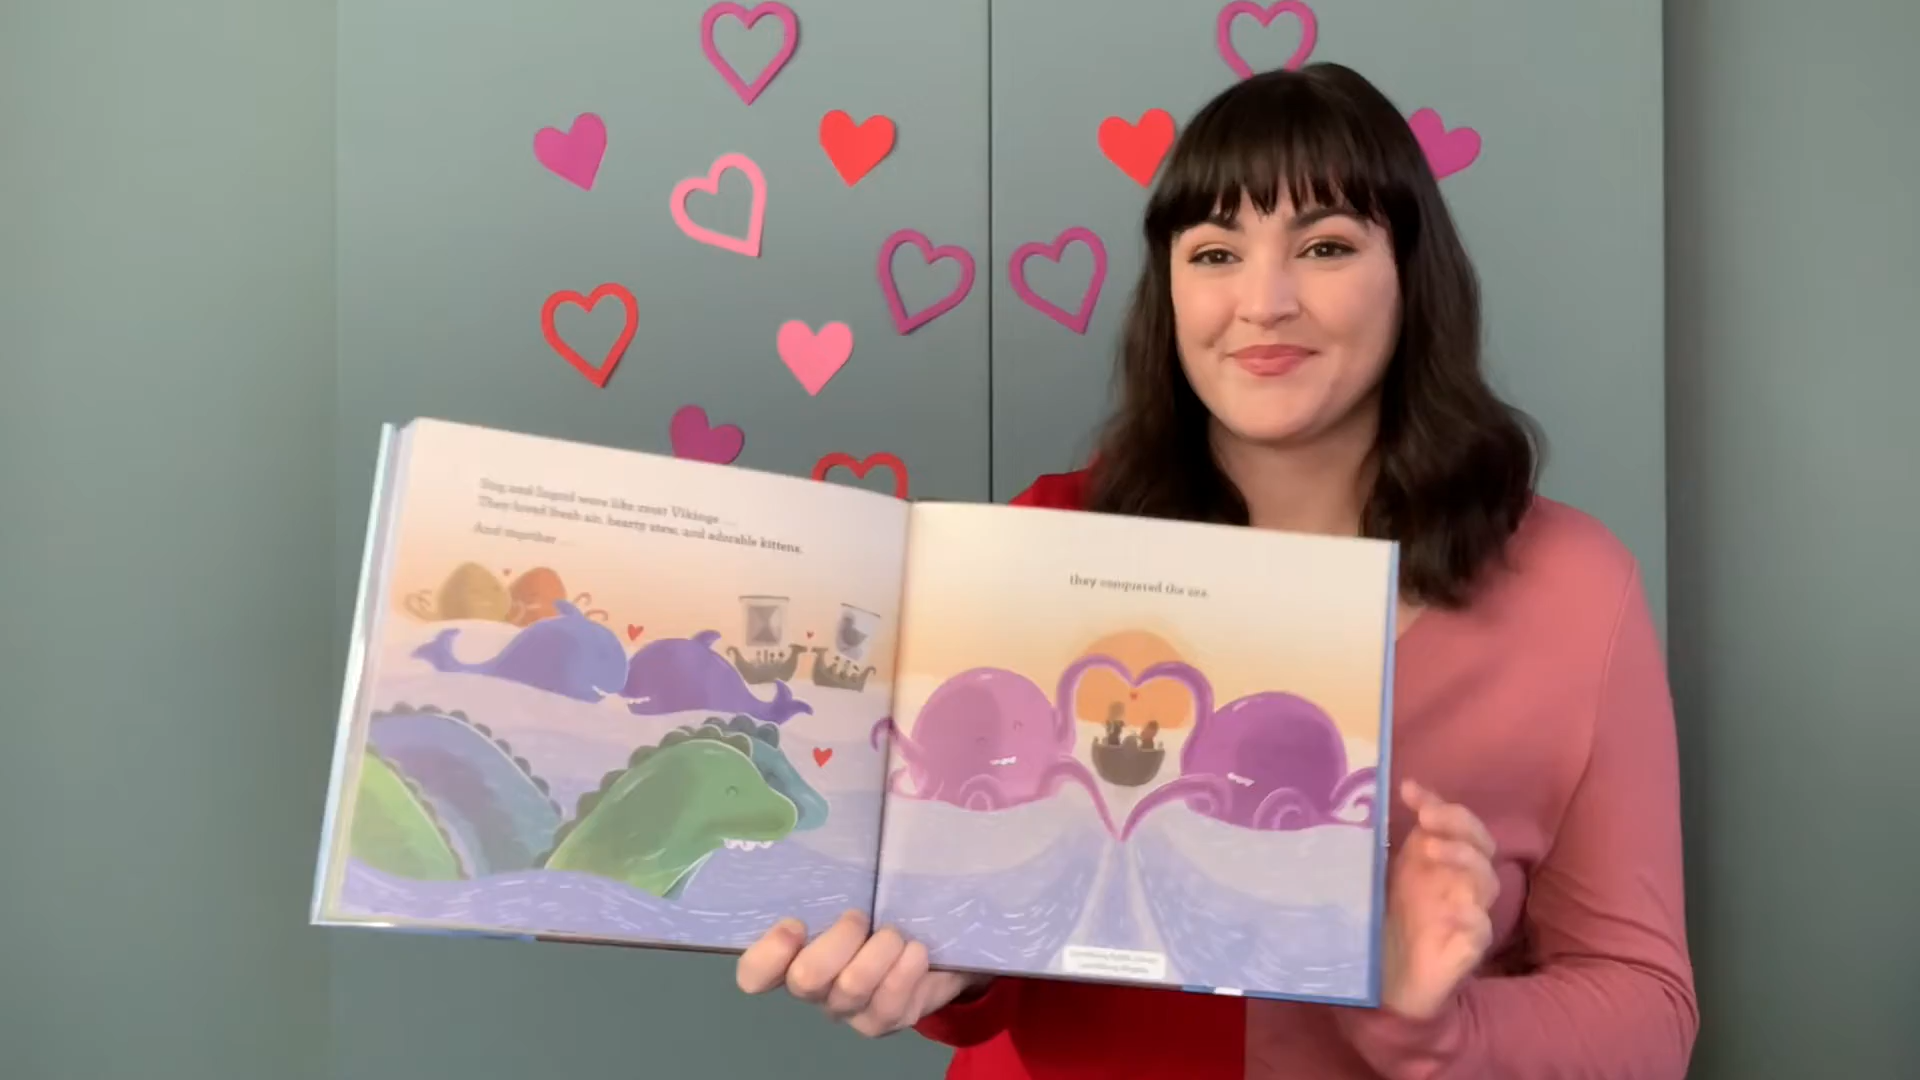 Stig and Ingrid were like most Vikings ...
They loved fresh air, hearty stew, and adorable kittens.
And together ...
they conquered the sea.